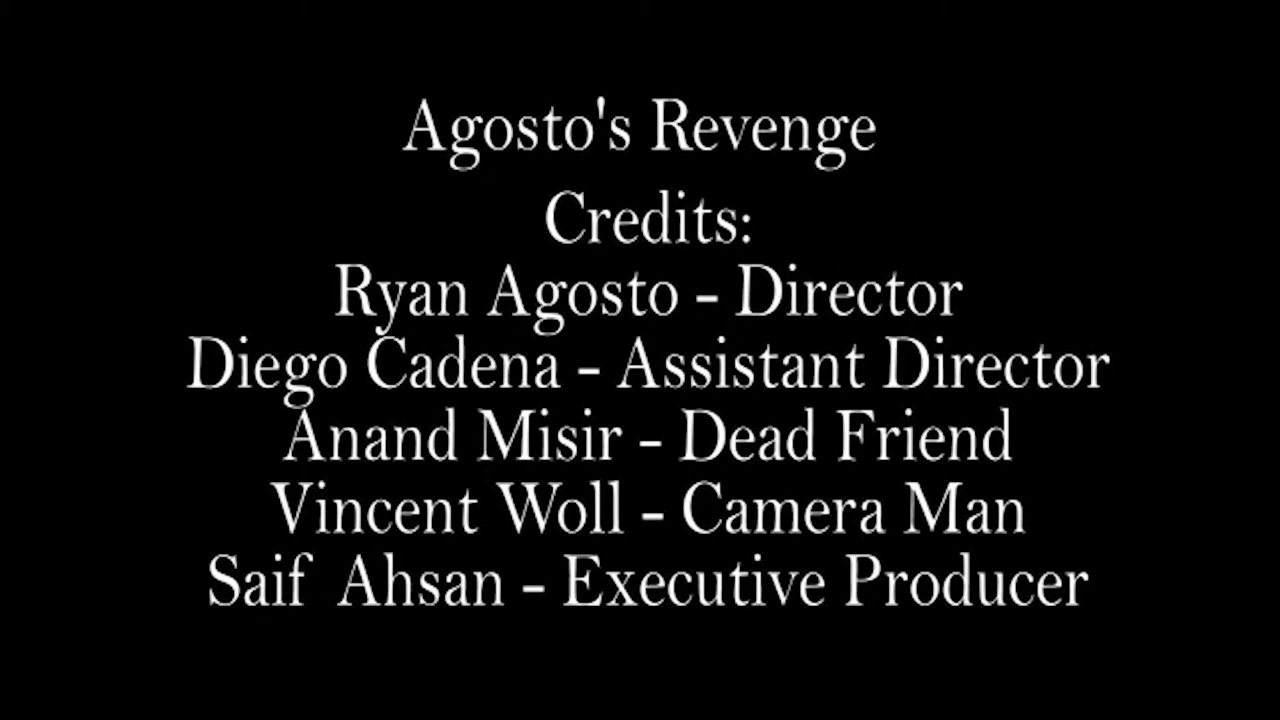 Agosto's Revenge
Credits:
Ryan Agosto - Director
Diego Cadena - Assistant Director
Anand Misir - Dead Friend
Vincent Woll - Camera Man
Saif  Ahsan - Executive Producer